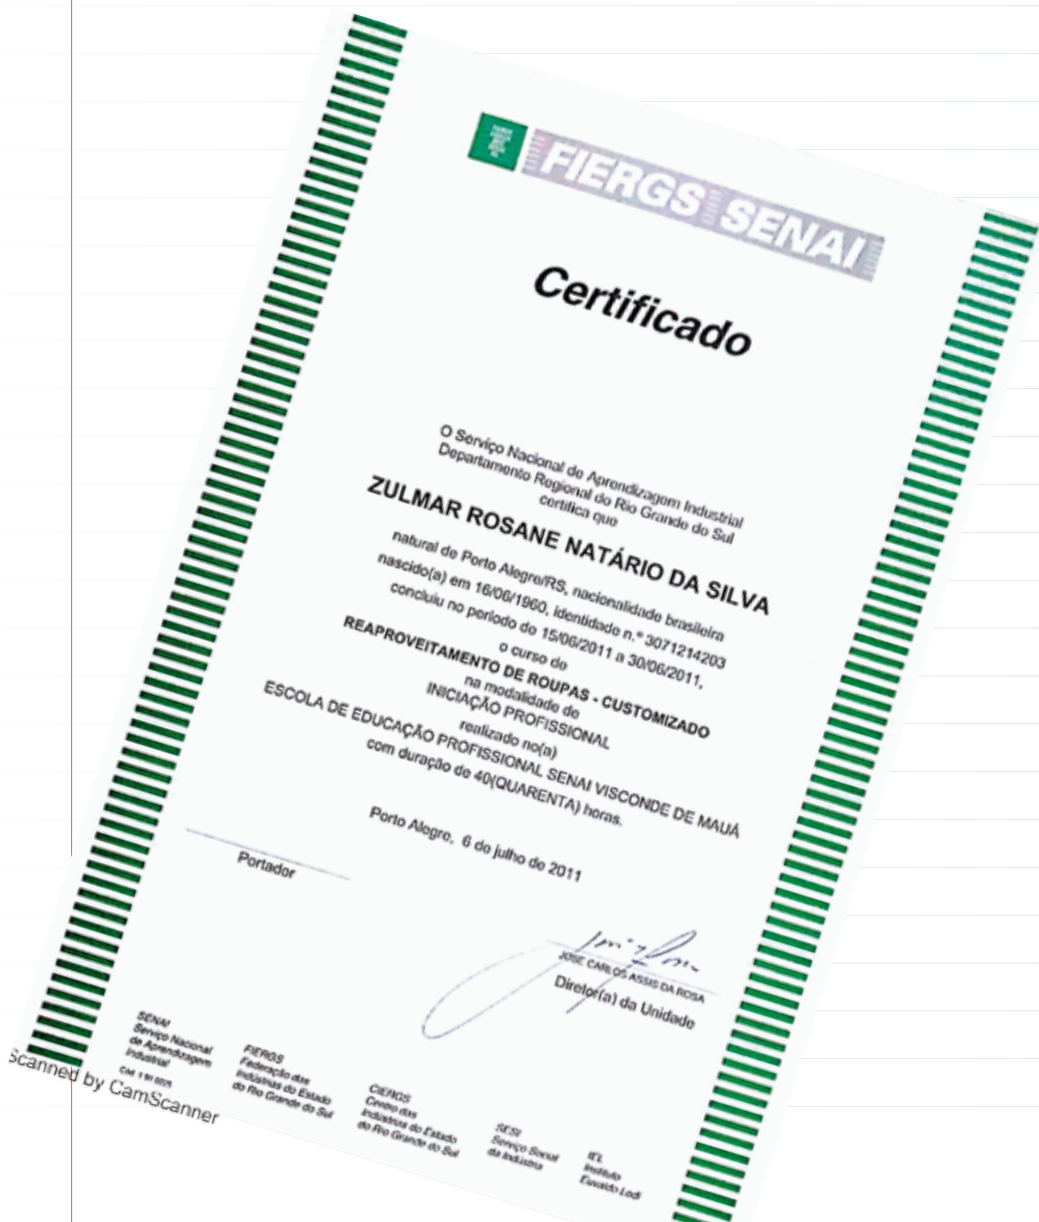 FIERGS SENAI
Certificado
O Serviço Nacional de Aprendizagem Industrial
Departamento Regional do Rio Grande do Sul
certifica que
ZULMAR ROSANE NATÁRIO DA SILVA
natural de Porto Alegre/RS, nacionalidade brasileira
nascido(a) em 16/06/1960, identidade n.º 3071214203
concluiu no período de 15/06/2011 a 30/06/2011,
o curso de
REAPROVEITAMENTO DE ROUPAS - CUSTOMIZADO
na modalidade de
INICIAÇÃO PROFISSIONAL
realizado no(a)
ESCOLA DE EDUCAÇÃO PROFISSIONAL SENAI VISCONDE DE MAUÁ
com duração de 40(QUARENTA) horas.
Porto Alegre, 6 de julho de 2011
Portador
JOSE CARLOS ASSIS DA ROSA
Diretor(a) da Unidade
SENAI
Serviço Nacional
de Aprendizagem
Industrial
FIERGS
Federação das
Indústrias do Estado
do Rio Grande do Sul
CIERGS
Centro das
Indústrias do Estado
do Rio Grande do Sul
SESI
Serviço Social
da Indústria
IEL
Instituto
Euvaldo Lodi
Scanned by CamScanner